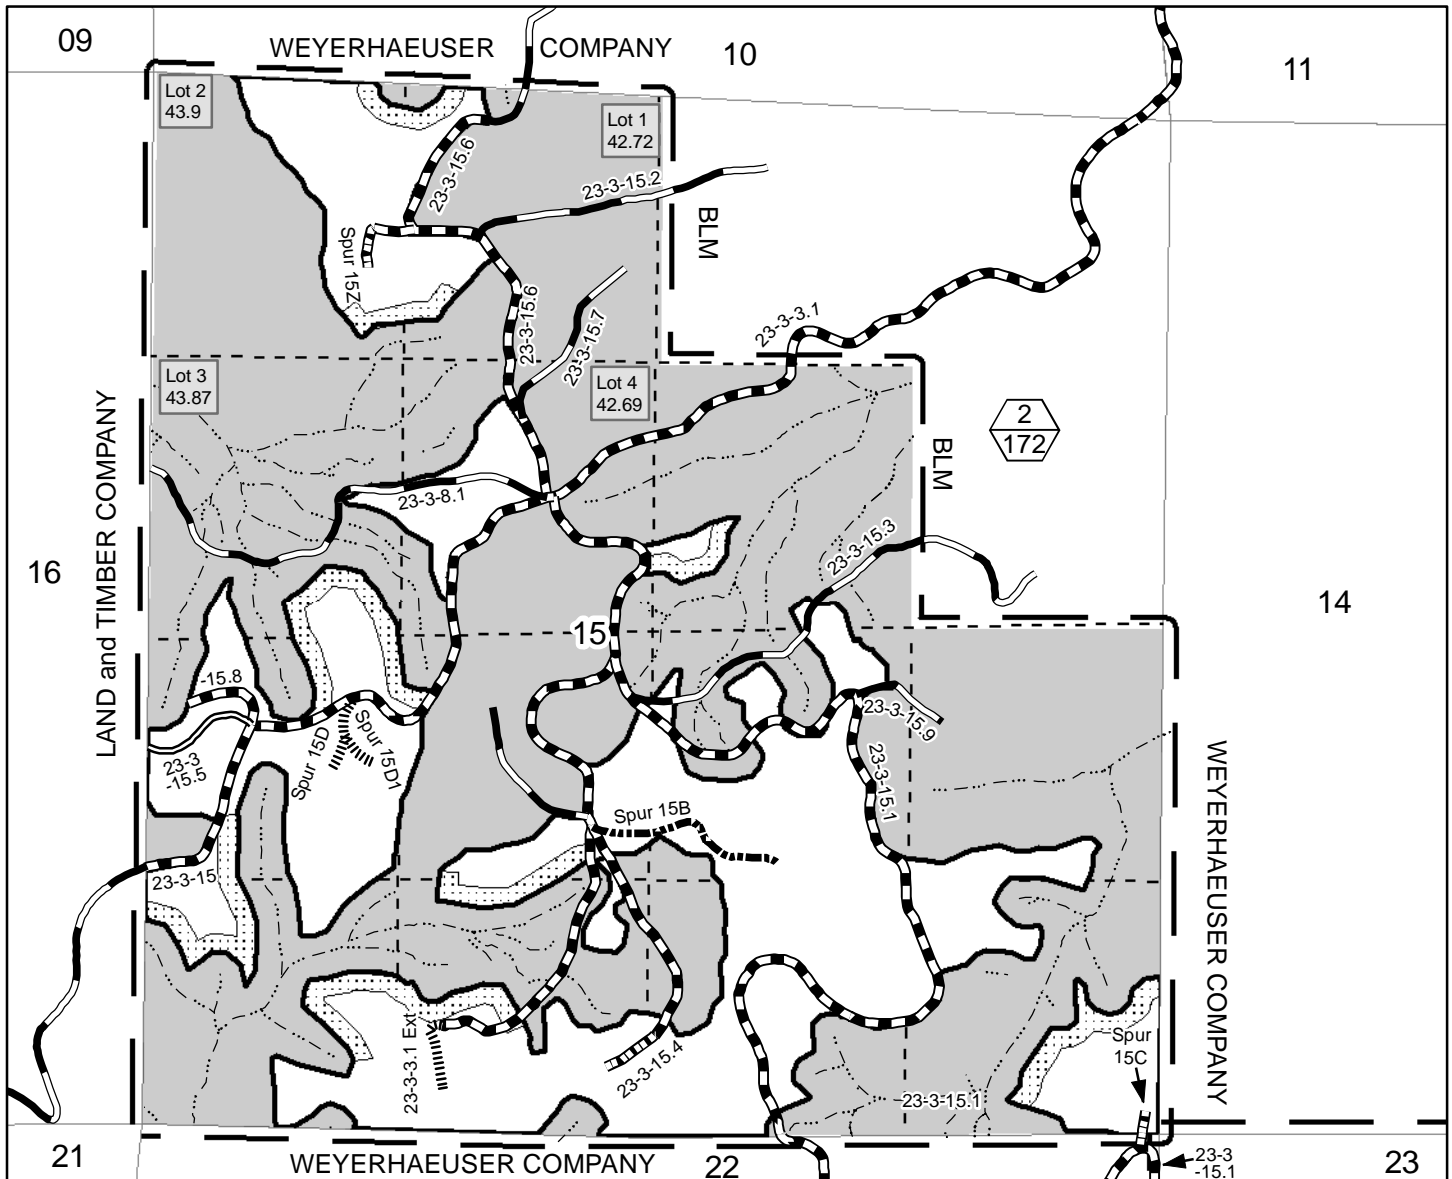 09
WEYERHAEUSER COMPANY
10
11
Lot 2
43.9
Lot 1
42.72
23-3-15.6
23-3-15.2
BLM
Spur 15Z
23-3-15.6
23-3-15.7
23-3-3.1
Lot 3
43.87
Lot 4
42.69
2
172
BLM
LAND and TIMBER COMPANY
23-3-8.1
23-3-15.3
16
15
14
-15.8
23-3
-15.5
Spur 15D
Spur 15D1
23-3-15.9
23-3-15.1
WEYERHAEUSER COMPANY
Spur 15B
23-3-15
23-3-3.1 Ext
23-3-15.4
Spur
15C
23-3-15.1
21
WEYERHAEUSER COMPANY
22
23-3
-15.1
23